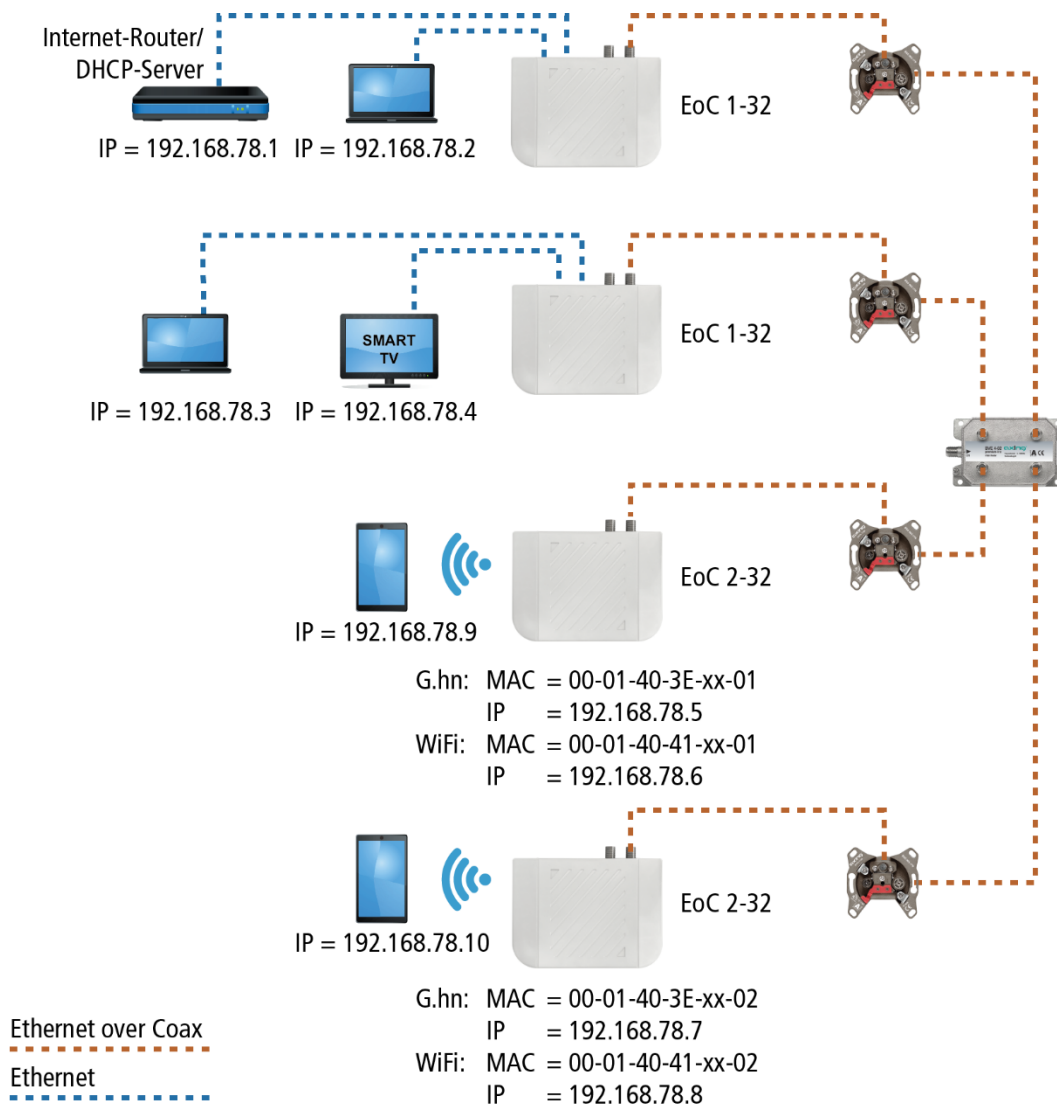 Internet-Router/
DHCP-Server
EoC 1-32
IP = 192.168.78.1 IP = 192.168.78.2
SMART
TV
EoC 1-32
IP = 192.168.78.3 IP = 192.168.78.4
EoC 2-32
IP = 192.168.78.9
G.hn: MAC = 00-01-40-3E-xx-01
IP = 192.168.78.5
WiFi: MAC = 00-01-40-41-xx-01
IP = 192.168.78.6
EoC 2-32
IP = 192.168.78.10
G.hn: MAC = 00-01-40-3E-xx-02
IP = 192.168.78.7
WiFi: MAC = 00-01-40-41-xx-02
IP = 192.168.78.8
Ethernet over Coax
Ethernet